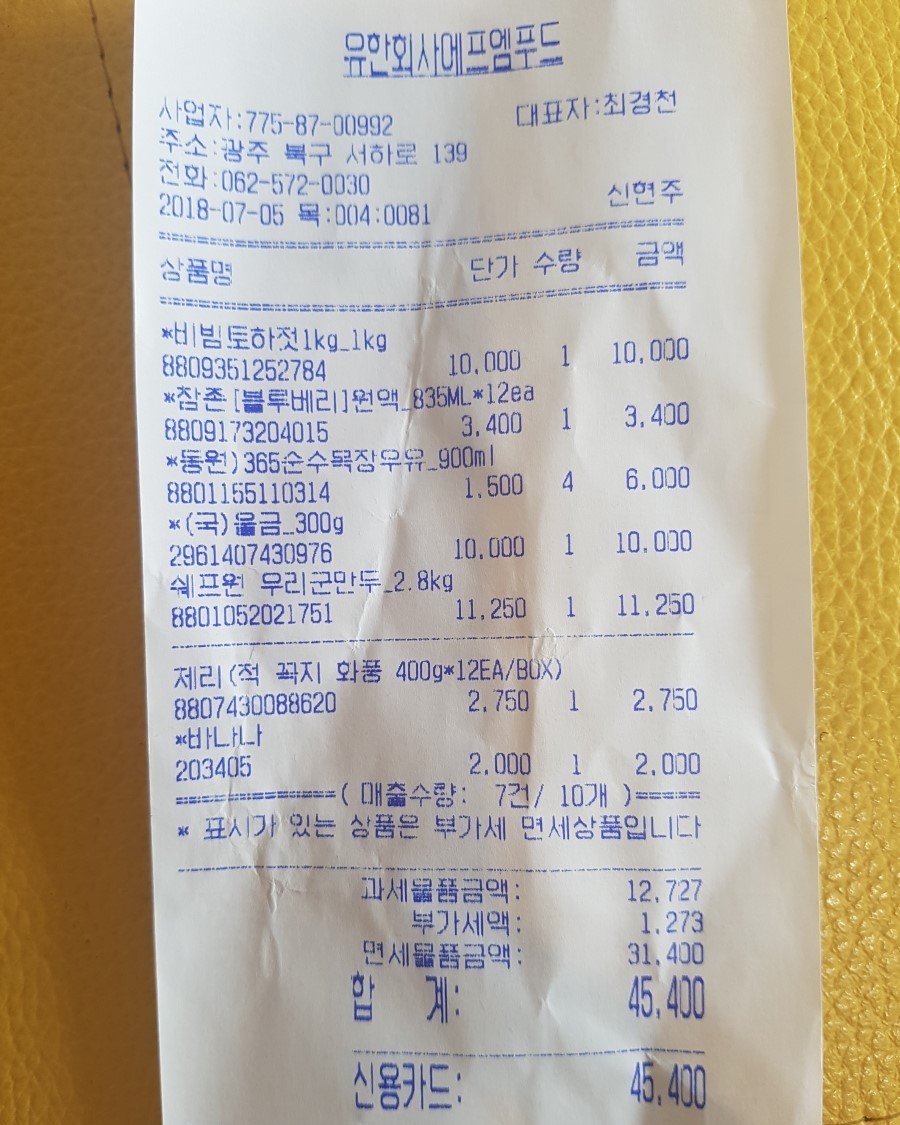 유한회사에프엠푸드
사업자:775-87-00992 대표자:최경천
주소:광주 북구 서하로 139
전화:062-572-0030 신현주
2018-07-05 목:004:0081
상품명 단가 수량 금액
*비빔토하젓1kg_1kg
8809351252784 10,000 1 10,000
*참존[블루베리]원액_835ML*12ea
8809173204015 3,400 1 3,400
*동원)365순수목장우유_900ml
8801155110314 1,500 4 6,000
*(국)울금_300g
2961407430976 10,000 1 10,000
쉐프원 우리군만두_2.8kg
8801052021751 11,250 1 11,250
체리(적 꼭지 화풍 400g*12EA/BOX)
8807430088620 2,750 1 2,750
*바나나
203405 2,000 1 2,000
==============( 매출수량: 7건/ 10개 )======
* 표시가 있는 상품은 부가세 면세상품입니다
과세물품금액: 12,727
부가세액: 1,273
면세물품금액: 31,400
합 계: 45,400
신용카드: 45,400